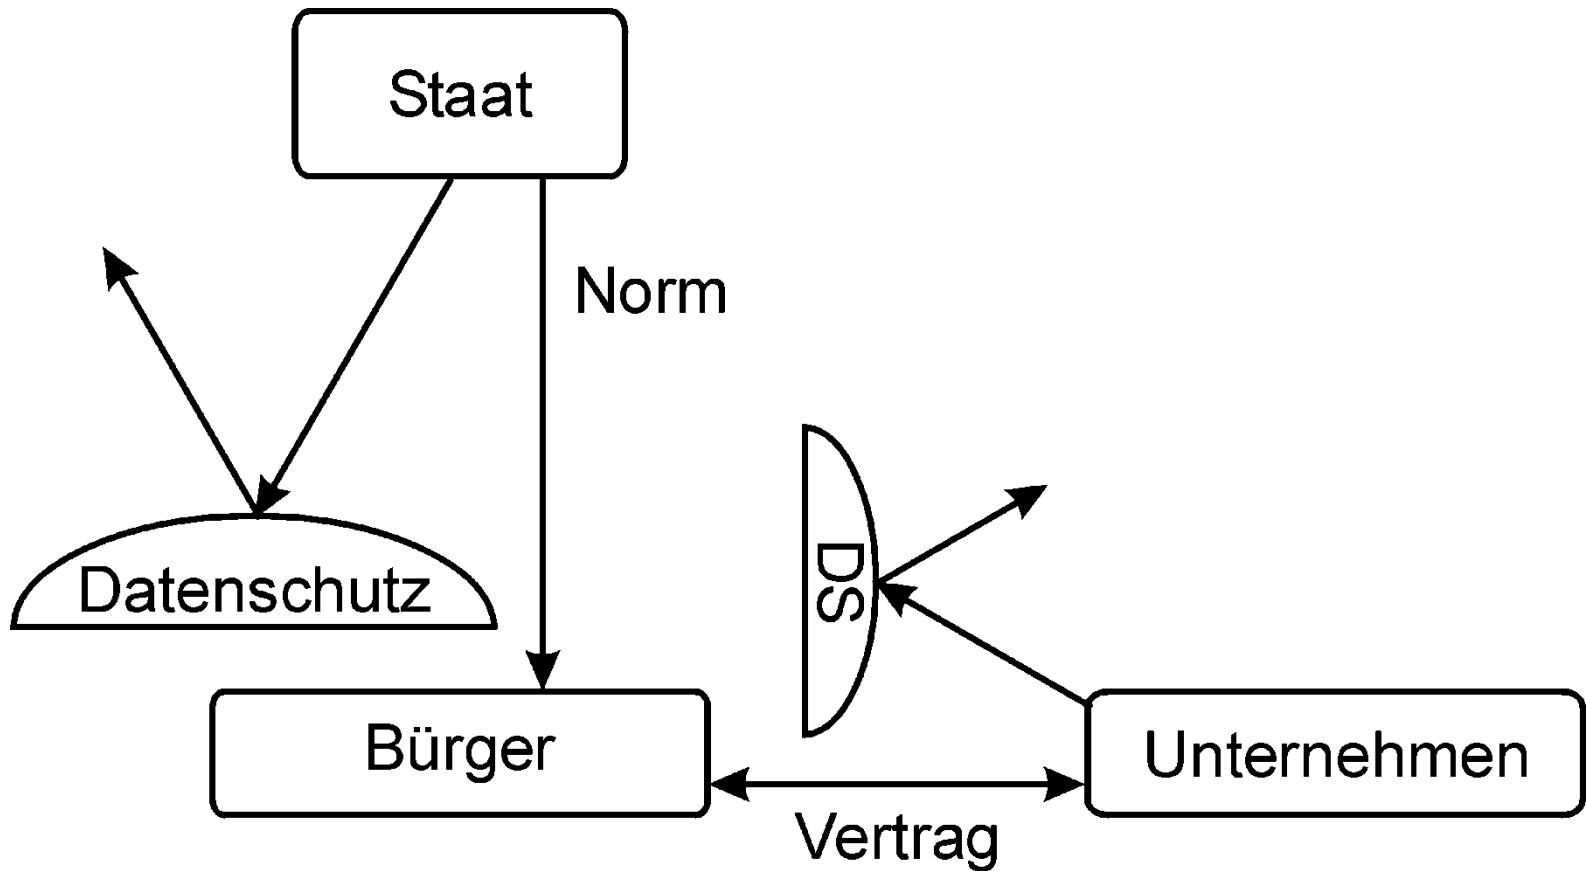 Staat
Norm
DS
Datenschutz
Bürger
Unternehmen
Vertrag